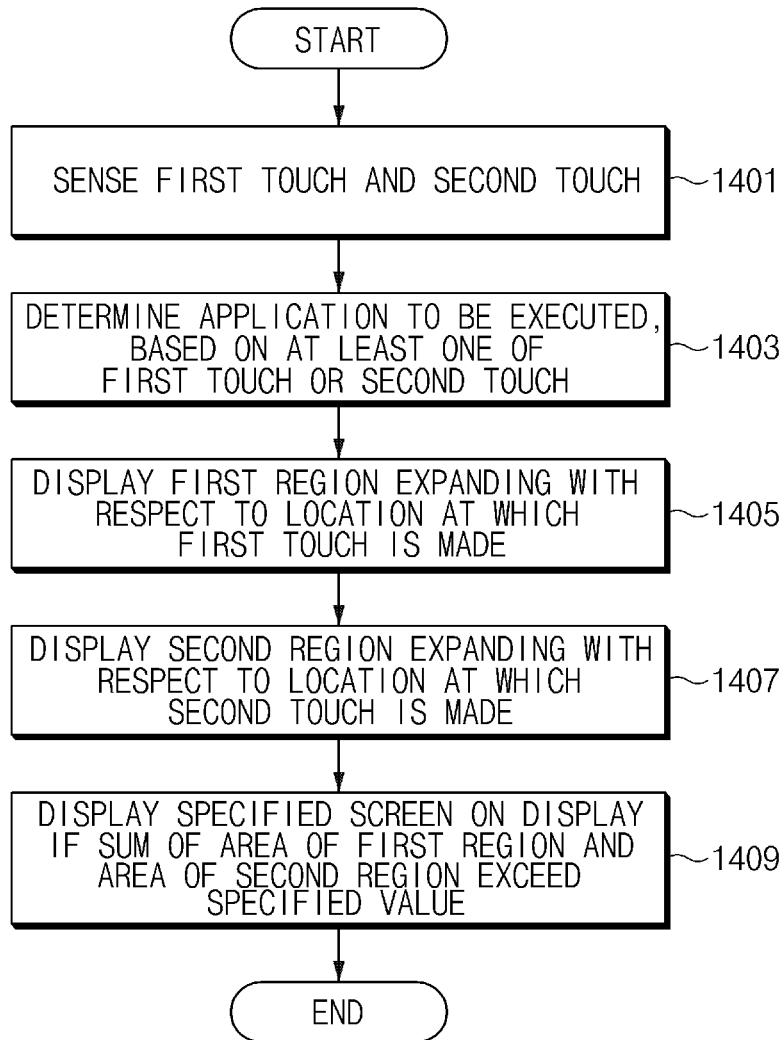 START
SENSE FIRST TOUCH AND SECOND TOUCH
1401
DETERMINE APPLICATION TO BE EXECUTED,
BASED ON AT LEAST ONE OF
FIRST TOUCH OR SECOND TOUCH
1403
DISPLAY FIRST REGION EXPANDING WITH
RESPECT TO LOCATION AT WHICH
FIRST TOUCH IS MADE
1405
DISPLAY SECOND REGION EXPANDING WITH
RESPECT TO LOCATION AT WHICH
SECOND TOUCH IS MADE
1407
DISPLAY SPECIFIED SCREEN ON DISPLAY
IF SUM OF AREA OF FIRST REGION AND
AREA OF SECOND REGION EXCEED
SPECIFIED VALUE
1409
END